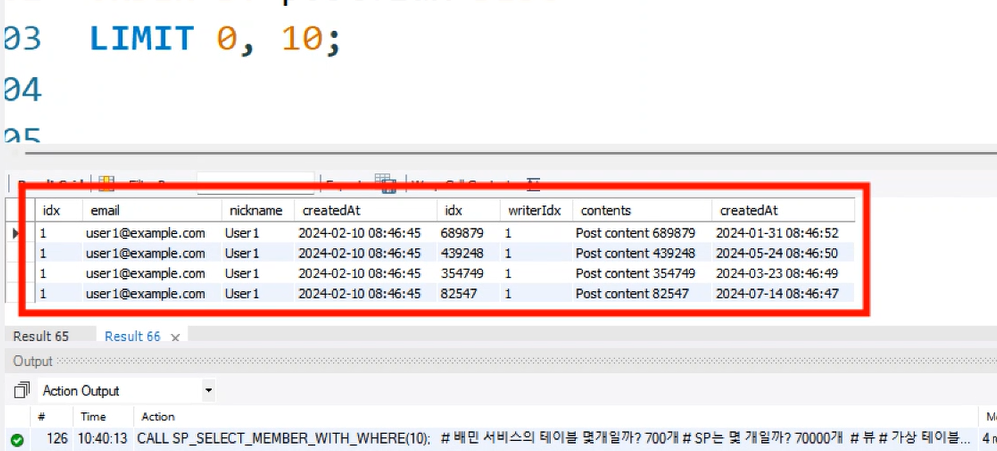 03 LIMIT 0, 10;
04
05
idx email nickname createdAt idx writerIdx contents createdAt
1 user1@example.com User1 2024-02-10 08:46:45 689879 1 Post content 689879 2024-01-31 08:46:52
1 user1@example.com User1 2024-02-10 08:46:45 439248 1 Post content 439248 2024-05-24 08:46:50
1 user1@example.com User1 2024-02-10 08:46:45 354749 1 Post content 354749 2024-03-23 08:46:49
1 user1@example.com User1 2024-02-10 08:46:45 82547 1 Post content 82547 2024-07-14 08:46:47
Result 65 Result 66
Output
Action Output
# Time Action
126 10:40:13 CALL SP_SELECT_MEMBER_WITH_WHERE(10); # 배민 서비스의 테이블 몇개일까? 700개 # SP는 몇 개일까? 70000개 # 뷰 # 가상 테이블... 4